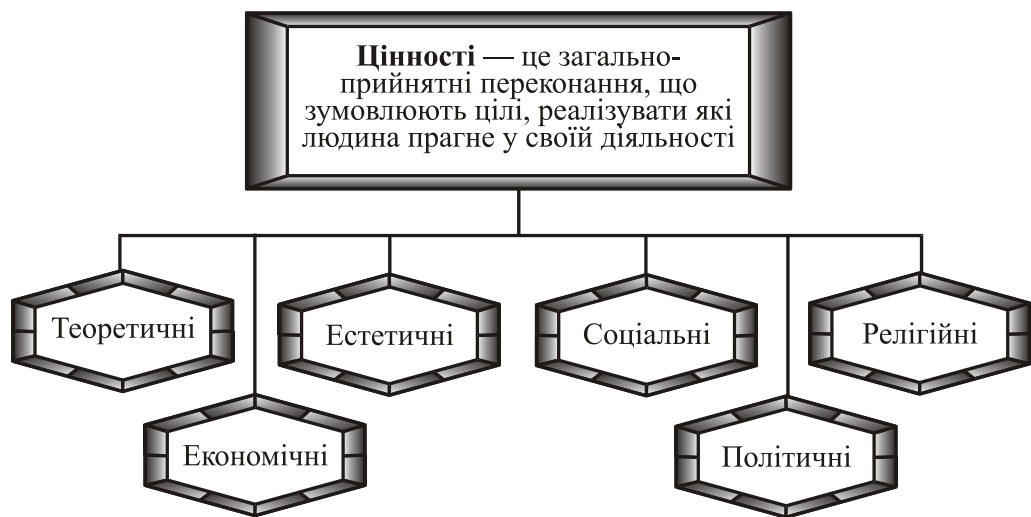 Цінності — це загально-
прийнятні переконання, що
зумовлюють цілі, реалізувати які
людина прагне у своїй діяльності
Теоретичні
Естетичні
Соціальні
Релігійні
Економічні
Політичні